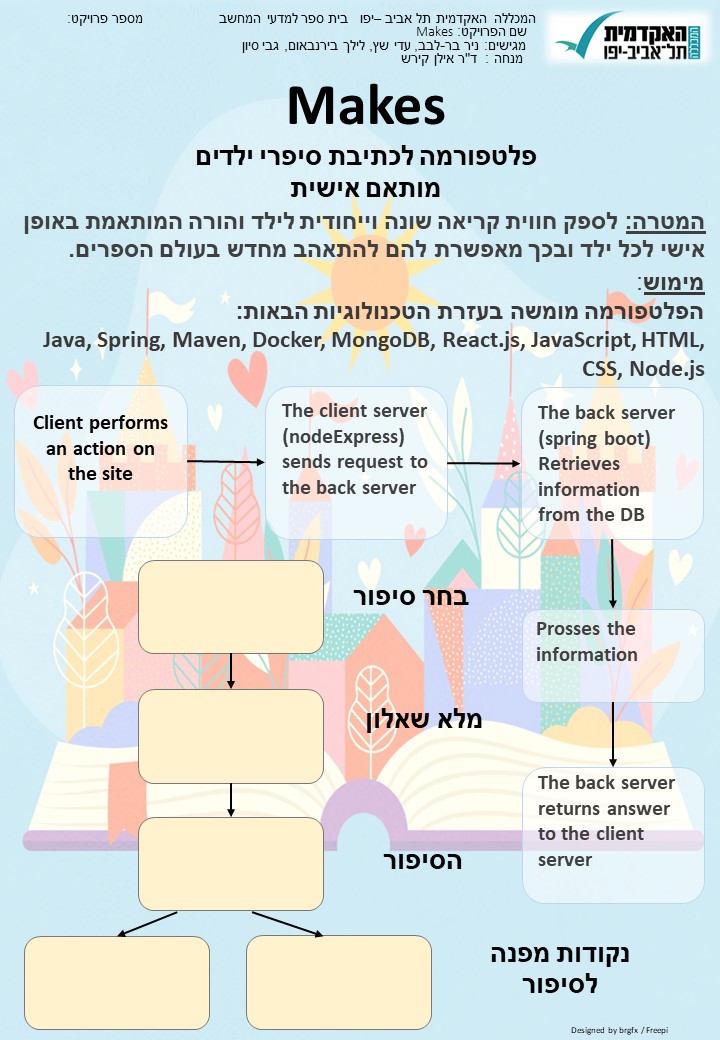 המכללה האקדמית תל אביב –יפו בית ספר למדעי המחשב מספר פרויקט:
שם הפרויקט: Makes
מגישים: ניר בר-לבב, עדי שץ, לילך בירנבאום, גבי סיון
מנחה : ד"ר אילן קירש
המכללה
האקדמית
תל־אביב-יפו
Makes
פלטפורמה לכתיבת סיפרי ילדים
מותאם אישית
המטרה: לספק חווית קריאה שונה וייחודית לילד והורה המותאמת באופן
אישי לכל ילד ובכך מאפשרת להם להתאהב מחדש בעולם הספרים.
מימוש:
הפלטפורמה מומשה בעזרת הטכנולוגיות הבאות:
Java, Spring, Maven, Docker, MongoDB, React.js, JavaScript, HTML,
CSS, Node.js
Client performs
an action on
the site
The client server
(nodeExpress)
sends request to
the back server
The back server
(spring boot)
Retrieves
information
from the DB
Prosses the
information
The back server
returns answer
to the client
server
בחר סיפור
מלא שאלון
הסיפור
נקודות מפנה
לסיפור
Designed by brgfx / Freepi